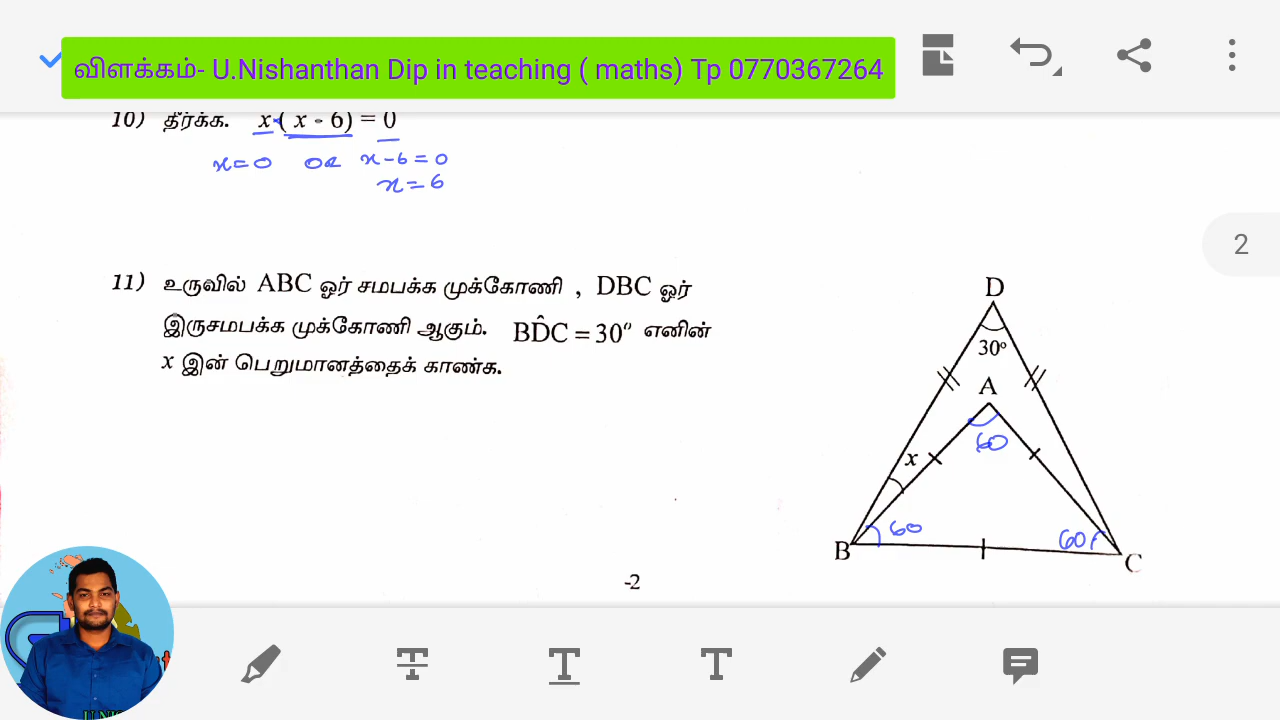 விளக்கம்- U.Nishanthan Dip in teaching ( maths) Tp 0770367264
10) தீர்க்க. x ( x - 6) = 0
x = 0 or x - 6 = 0
x = 6
2
11) உருவில் ABC ஓர் சமபக்க முக்கோணி , DBC ஓர்
இருசமபக்க முக்கோணி ஆகும். BD̂C = 30° எனின்
x இன் பெறுமானத்தைக் காண்க.
D
30°
A
60
x
60
60
B
C
-2